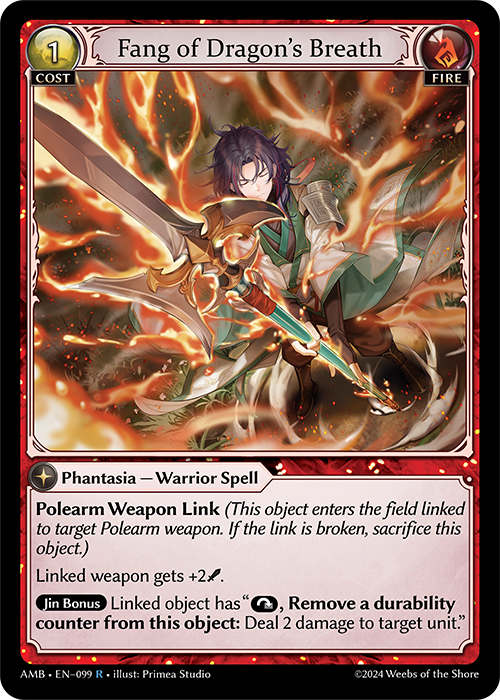 1
Fang of Dragon's Breath
COST
FIRE
Phantasia — Warrior Spell
Polearm Weapon Link (This object enters the field linked
to target Polearm weapon. If the link is broken, sacrifice this
object.)
Linked weapon gets +2.
Jin Bonus Linked object has “, Remove a durability
counter from this object: Deal 2 damage to target unit.”
AMB • EN-099 R • illust: Primea Studio
©2024 Weebs of the Shore